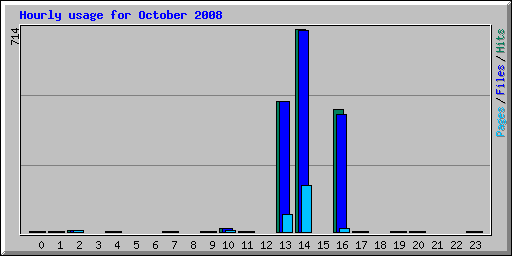 Hourly usage for October 2008
714
Pages/Files/Hits
0 1 2 3 4 5 6 7 8 9 10 11 12 13 14 15 16 17 18 19 20 21 22 23